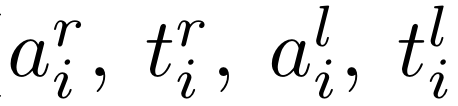 $a_i^r, t_i^r, a_i^l, t_i^l$